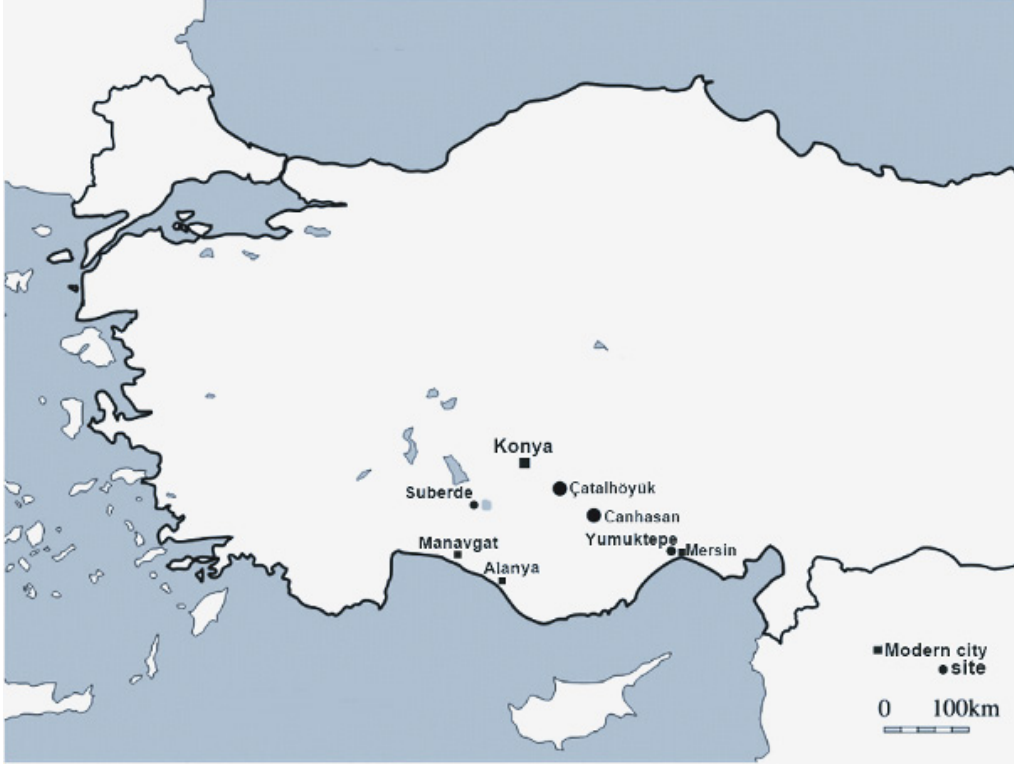 Konya
Suberde
Çatalhöyük
Canhasan
Yumuktepe
Manavgat
Mersin
Alanya
Modern city
site
0 100km